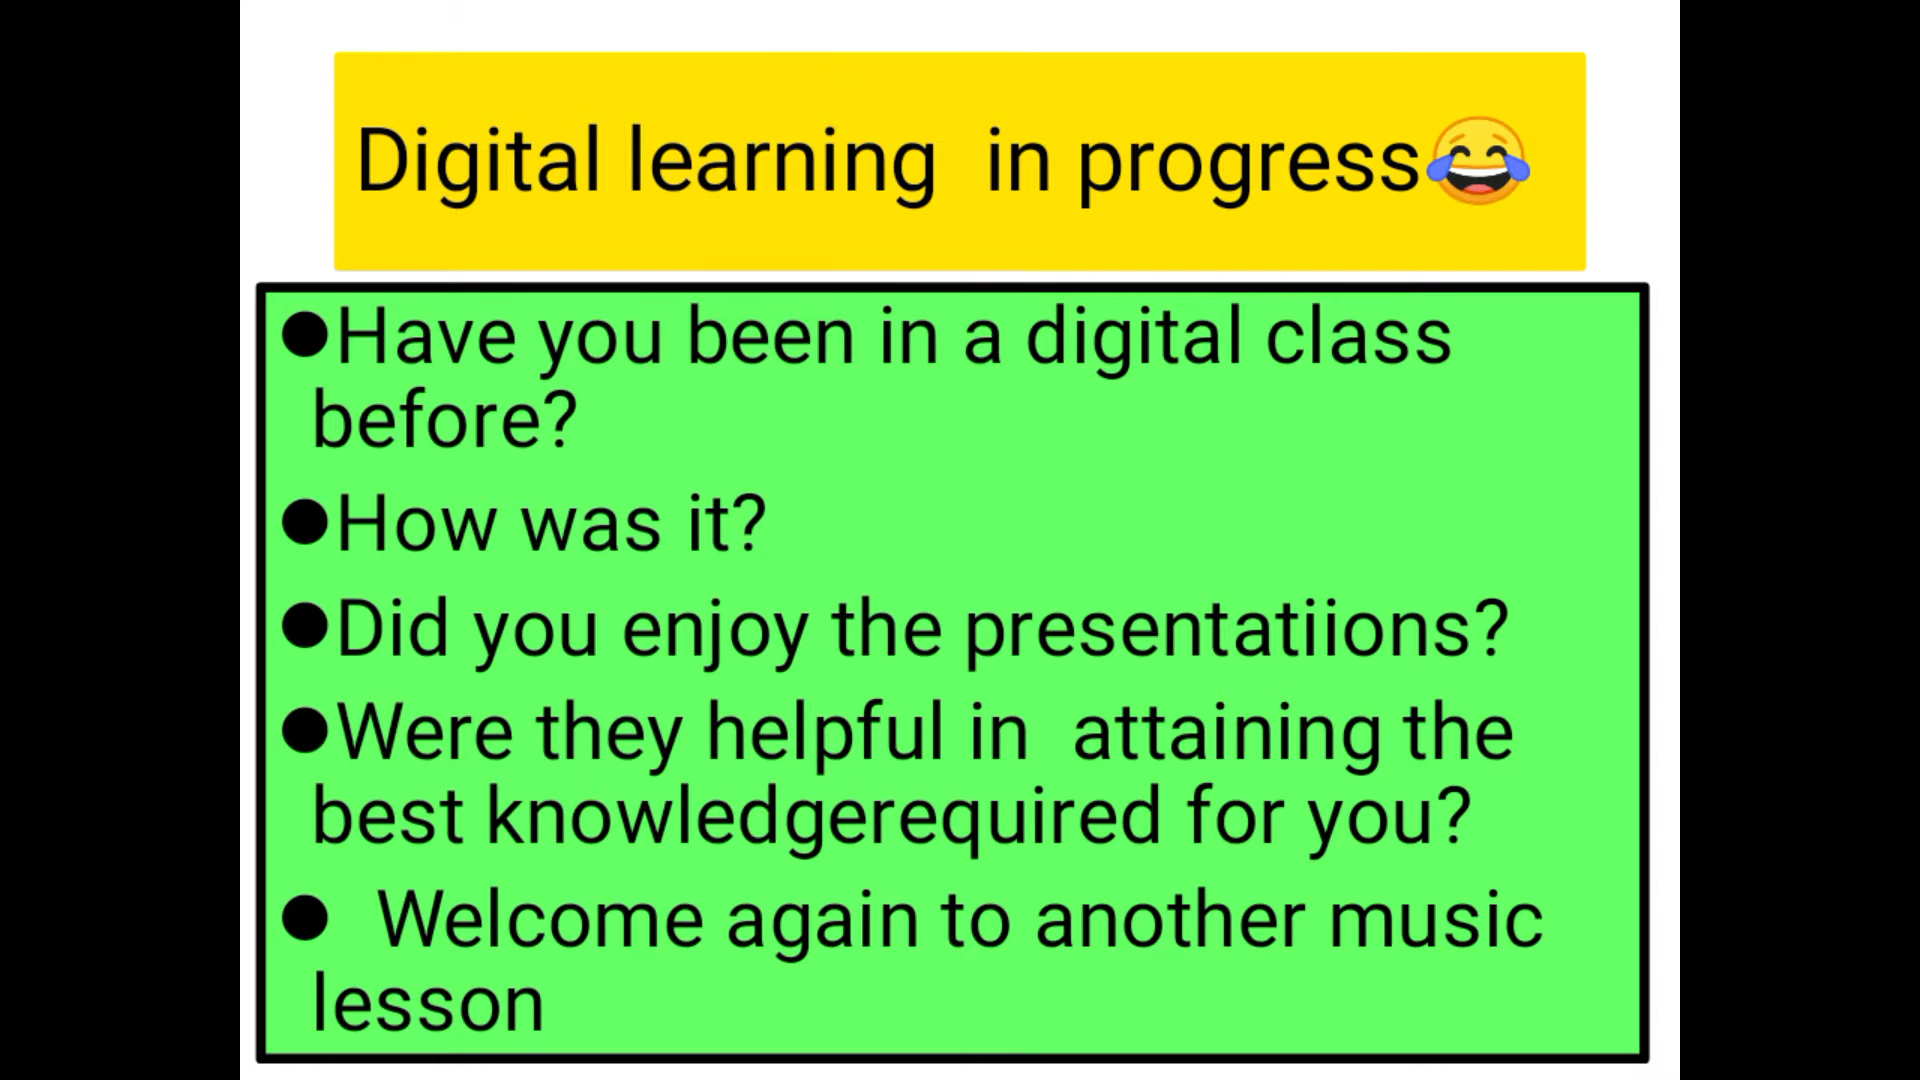 Digital learning  in progress😂
●Have you been in a digital class
before?
●How was it?
●Did you enjoy the presentatiions?
●Were they helpful in  attaining the
best knowledgerequired for you?
●  Welcome again to another music
lesson